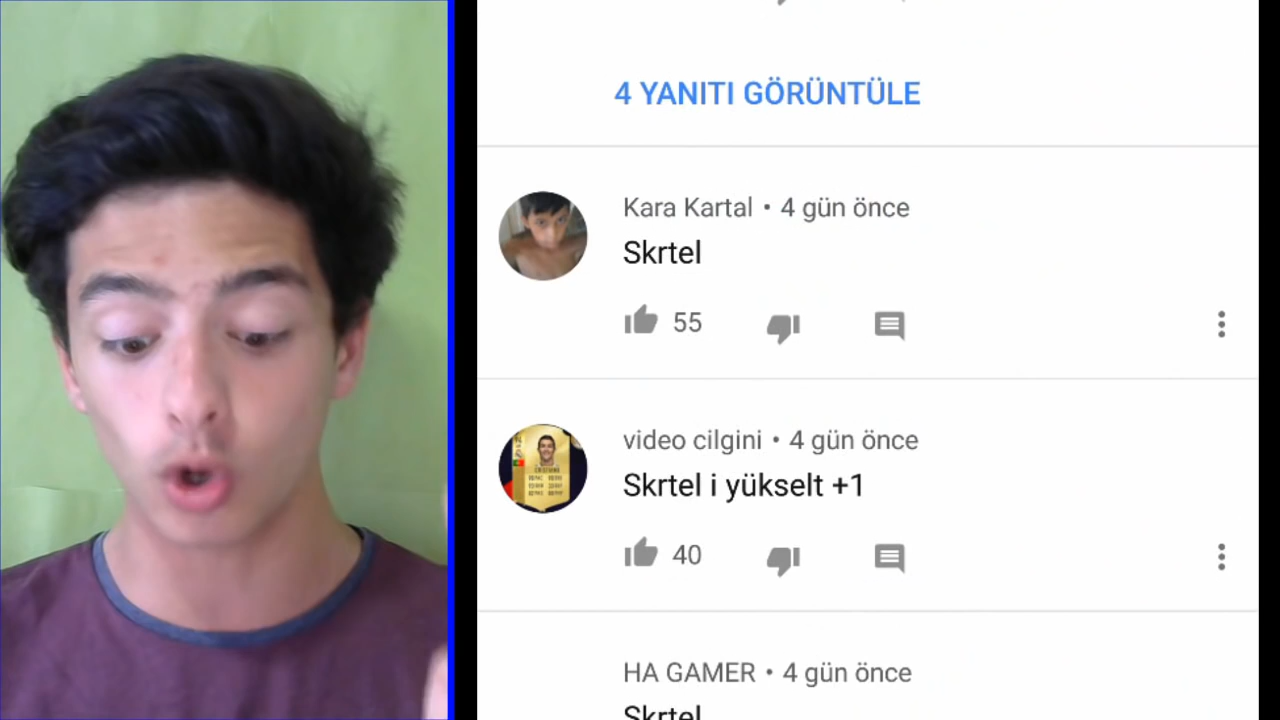 4 YANITI GÖRÜNTÜLE
Kara Kartal • 4 gün önce
Skrtel
55
video cilgini • 4 gün önce
Skrtel i yükselt +1
40
HA GAMER • 4 gün önce
Skrtel